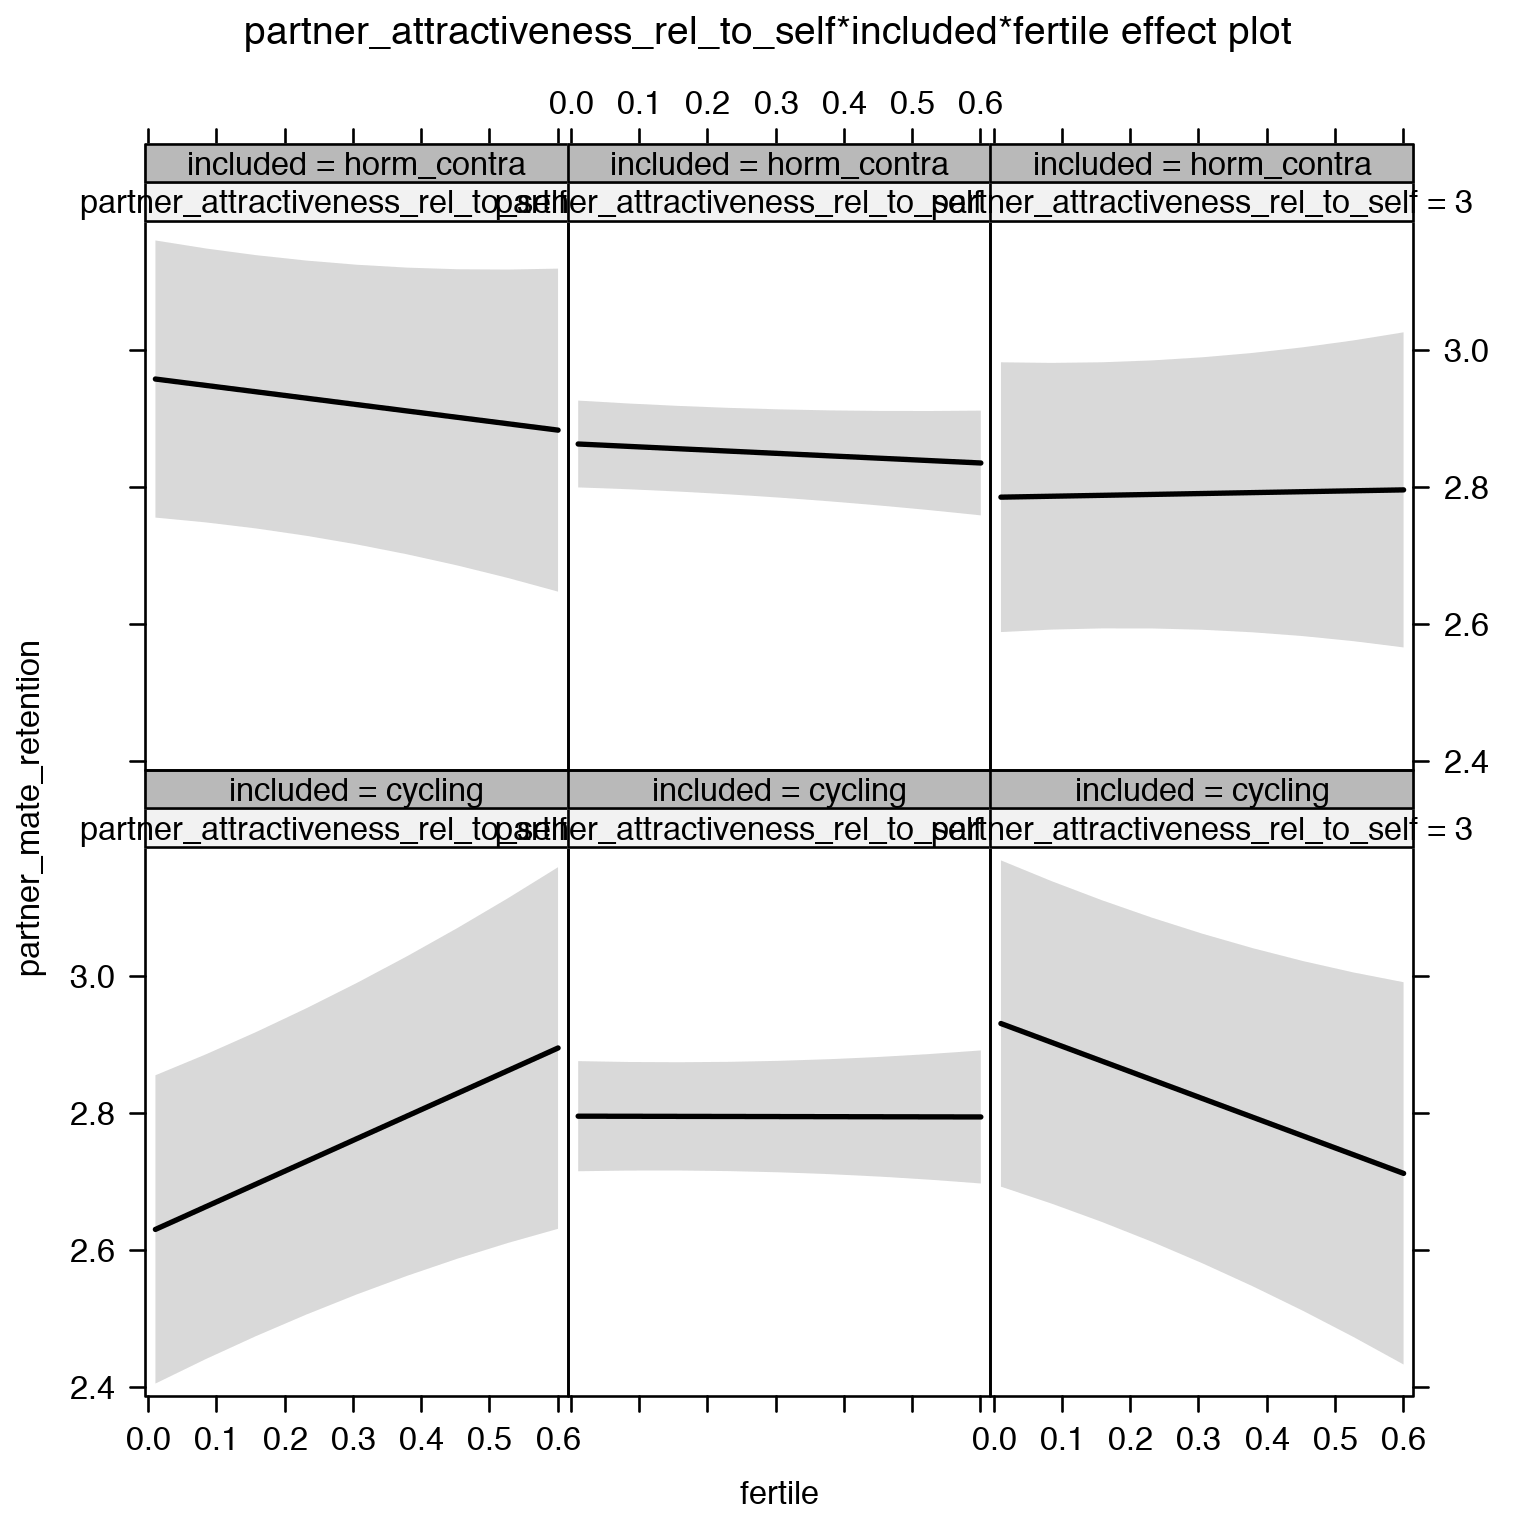 partner_attractiveness_rel_to_self*included*fertile effect plot
0.0 0.1 0.2 0.3 0.4 0.5 0.6
included = horm_contra included = horm_contra included = horm_contra
partner_attractiveness_rel_to_self partner_attractiveness_rel_to_self partner_attractiveness_rel_to_self = 3
3.0
2.8
2.6
2.4
partner_mate_retention
included = cycling included = cycling included = cycling
partner_attractiveness_rel_to_self partner_attractiveness_rel_to_self partner_attractiveness_rel_to_self = 3
3.0
2.8
2.6
2.4
0.0 0.1 0.2 0.3 0.4 0.5 0.6 0.0 0.1 0.2 0.3 0.4 0.5 0.6
fertile